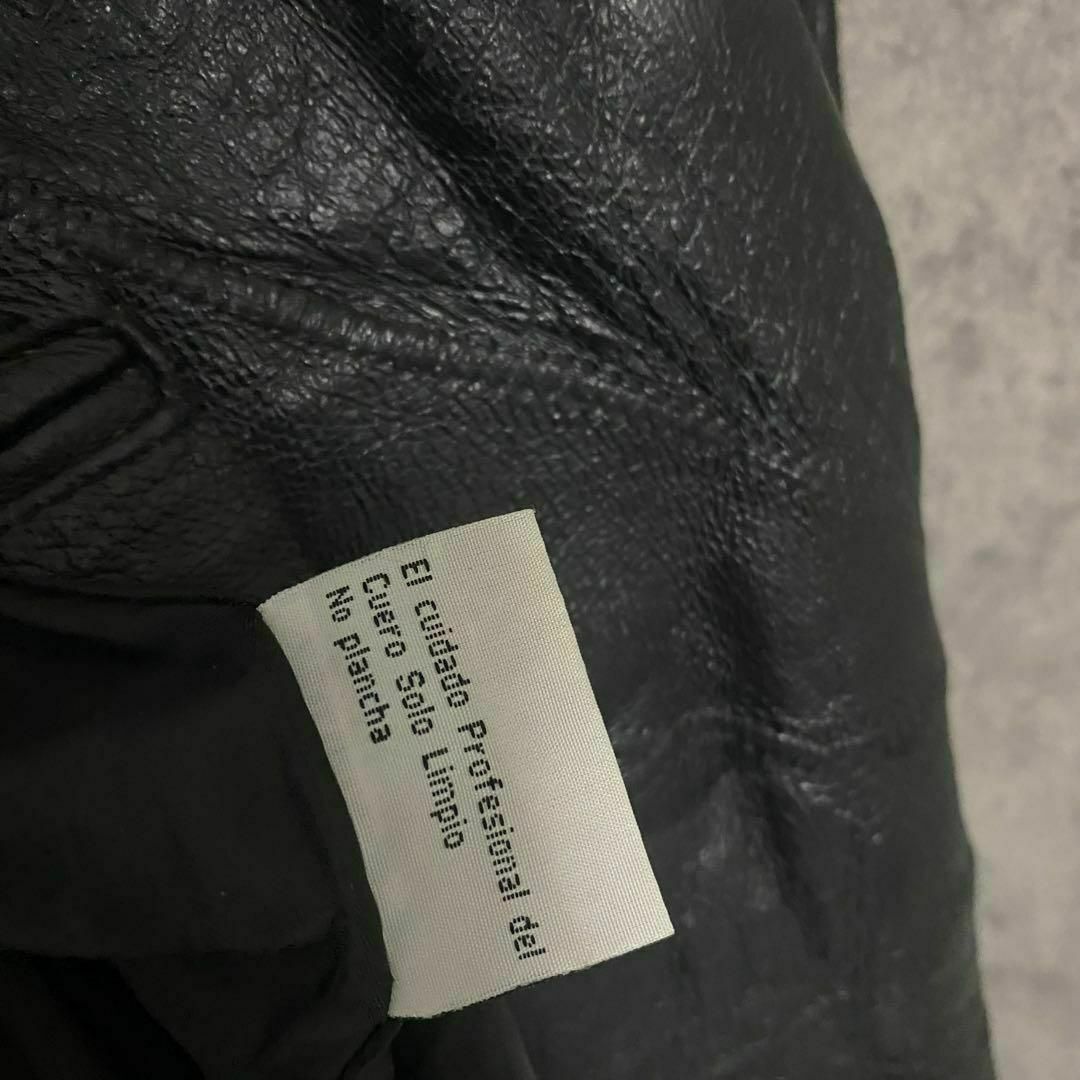 El cuidado Profesional del
Cuero Solo Limpio
No plancha